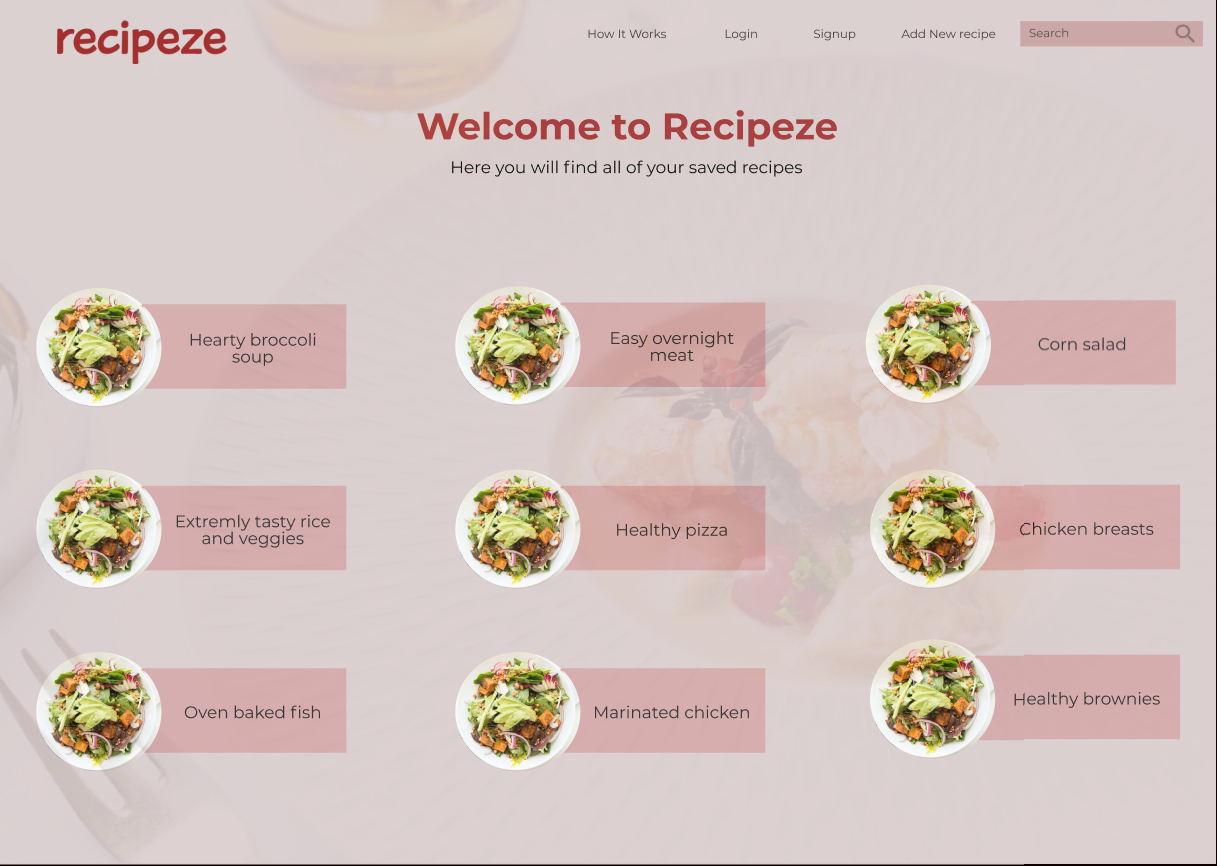 recipeze
How It Works
Login
Signup
Add New recipe
Search
Welcome to Recipeze
Here you will find all of your saved recipes
Hearty broccoli
soup
Easy overnight
meat
Corn salad
Extremly tasty rice
and veggies
Healthy pizza
Chicken breasts
Oven baked fish
Marinated chicken
Healthy brownies